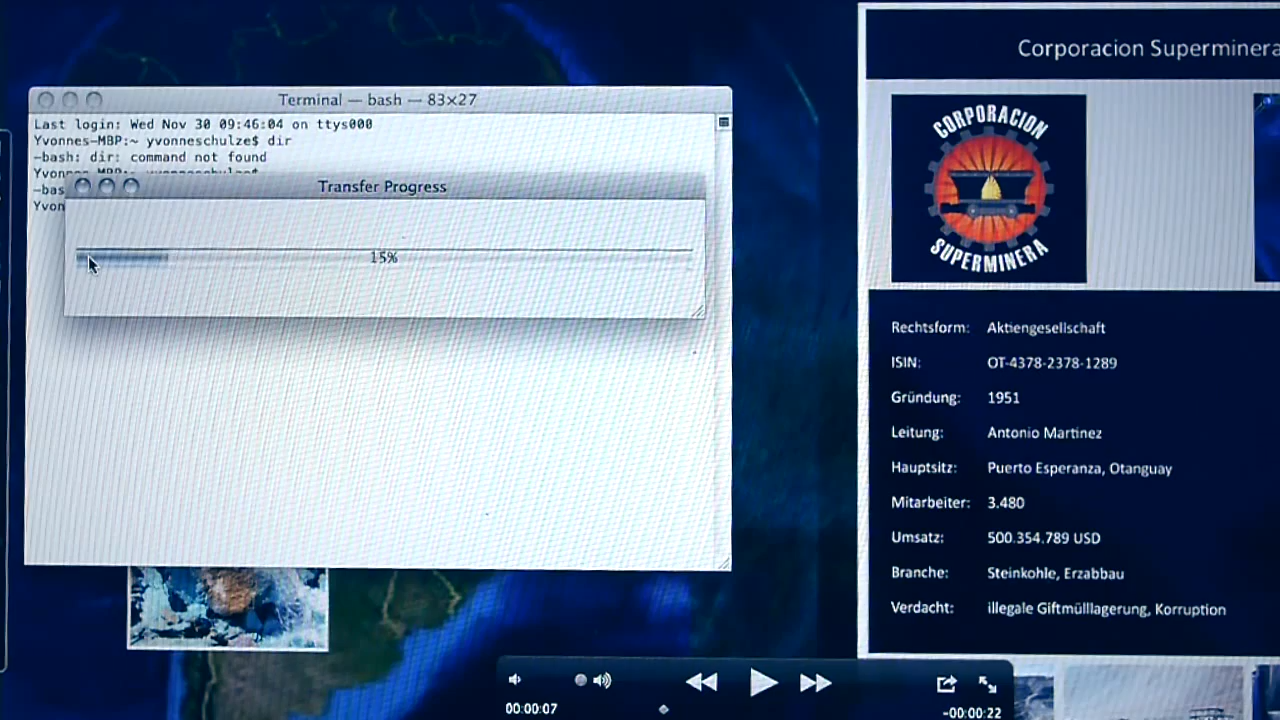 Terminal — bash — 83×27
Last login: Wed Nov 30 09:46:04 on ttys000
Yvonnes-MBP:~ yvonneschulze$ dir
-bash: dir: command not found
-bas
Yvon
Transfer Progress
15%
Corporacion Superminera
CORPORACION
SUPERMINERA
Rechtsform: Aktiengesellschaft
ISIN: OT-4378-2378-1289
Gründung: 1951
Leitung: Antonio Martinez
Hauptsitz: Puerto Esperanza, Otanguay
Mitarbeiter: 3.480
Umsatz: 500.354.789 USD
Branche: Steinkohle, Erzabbau
Verdacht: illegale Giftmülllagerung, Korruption
00:00:07
-00:00:22